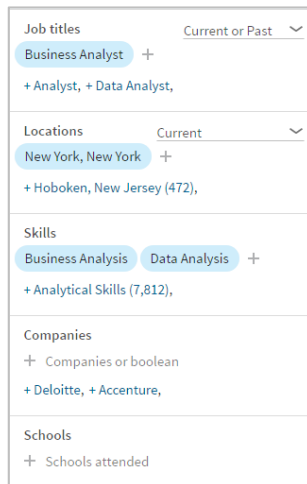 Job titles Current or Past
Business Analyst +
+ Analyst, + Data Analyst,
Locations Current
New York, New York +
+ Hoboken, New Jersey (472),
Skills
Business Analysis Data Analysis +
+ Analytical Skills (7,812),
Companies
+ Companies or boolean
+ Deloitte, + Accenture,
Schools
+ Schools attended